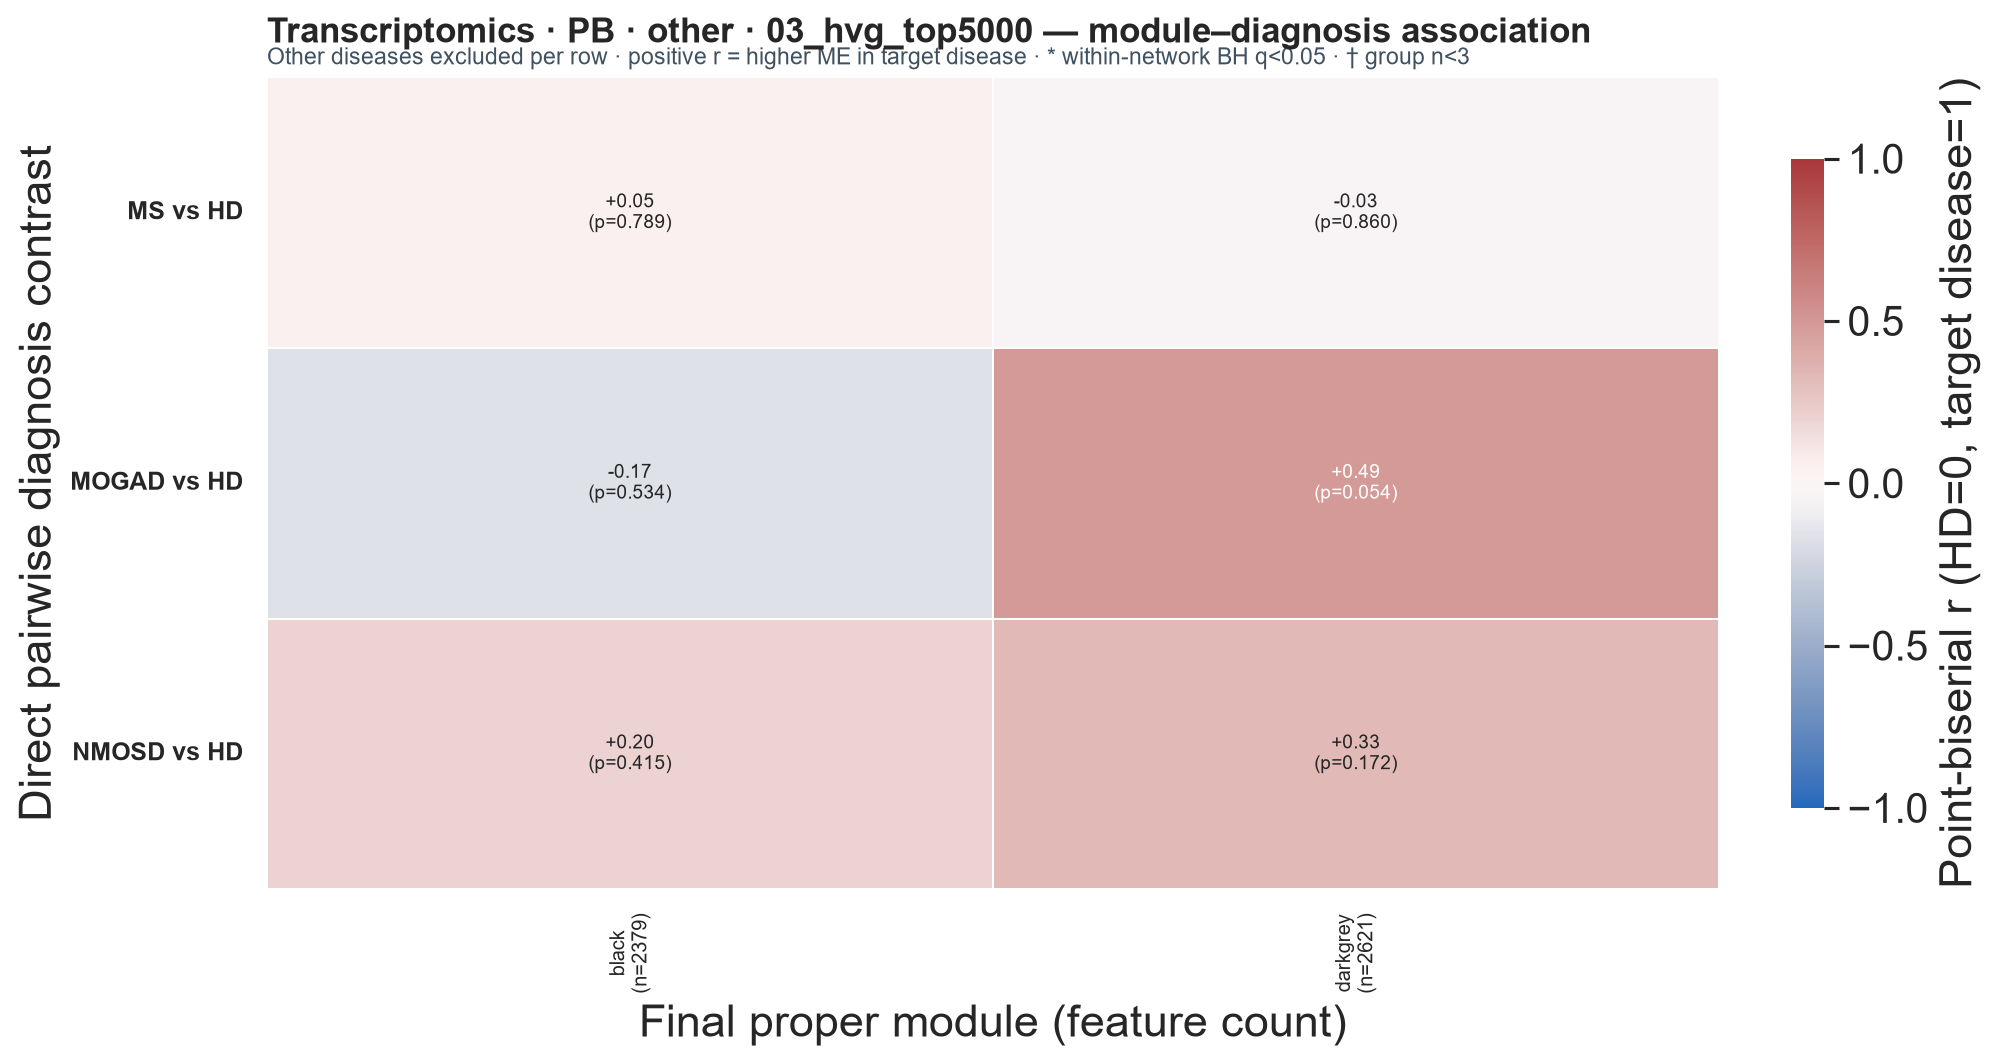 Transcriptomics · PB · other · 03_hvg_top5000 — module–diagnosis association
Other diseases excluded per row · positive r = higher ME in target disease · * within-network BH q<0.05 · † group n<3
Direct pairwise diagnosis contrast
MS vs HD
+0.05
(p=0.789)
-0.03
(p=0.860)
MOGAD vs HD
-0.17
(p=0.534)
+0.49
(p=0.054)
NMOSD vs HD
+0.20
(p=0.415)
+0.33
(p=0.172)
black
(n=2379)
darkgrey
(n=2621)
Final proper module (feature count)
1.0
0.5
0.0
−0.5
−1.0
Point-biserial r (HD=0, target disease=1)